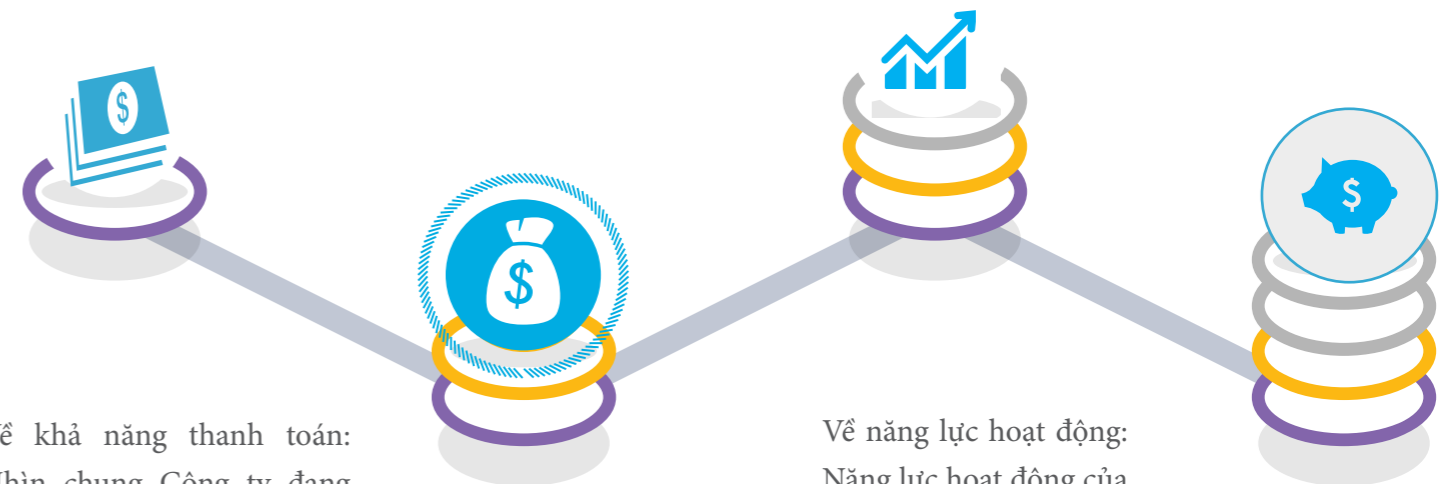 ề khả năng thanh toán:
hìn chung Công ty đang
Về năng lực hoạt động:
Năng lực hoạt động của
$
$
$
$